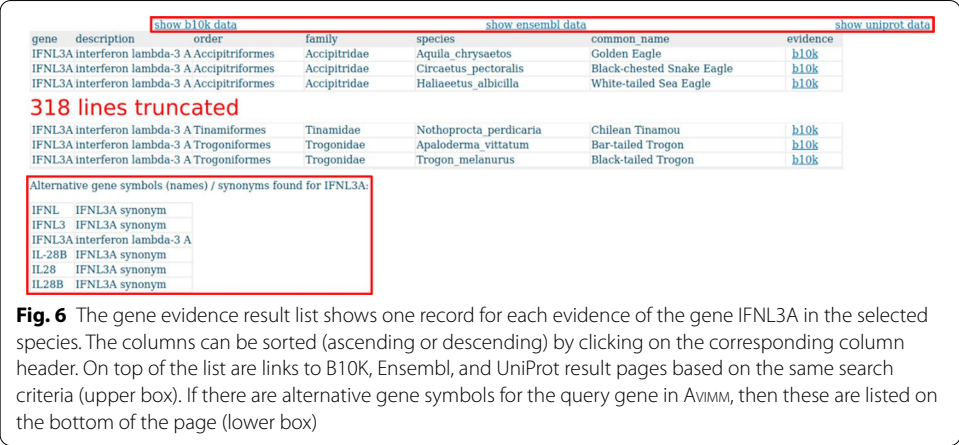 show b10k data show ensembl data show uniprot data
gene description order family species common_name evidence
IFNL3A interferon lambda-3 A Accipitriformes Accipitridae Aquila_chrysaetos Golden Eagle b10k
IFNL3A interferon lambda-3 A Accipitriformes Accipitridae Circaetus_pectoralis Black-chested Snake Eagle b10k
IFNL3A interferon lambda-3 A Accipitriformes Accipitridae Haliaeetus_albicilla White-tailed Sea Eagle b10k
318 lines truncated
IFNL3A interferon lambda-3 A Tinamiformes Tinamidae Nothoprocta_perdicaria Chilean Tinamou b10k
IFNL3A interferon lambda-3 A Trogoniformes Trogonidae Apaloderma_vittatum Bar-tailed Trogon b10k
IFNL3A interferon lambda-3 A Trogoniformes Trogonidae Trogon_melanurus Black-tailed Trogon b10k
Alternative gene symbols (names) / synonyms found for IFNL3A:
IFNL IFNL3A synonym
IFNL3 IFNL3A synonym
IFNL3A interferon lambda-3 A
IL-28B IFNL3A synonym
IL28 IFNL3A synonym
IL28B IFNL3A synonym
Fig. 6 The gene evidence result list shows one record for each evidence of the gene IFNL3A in the selected
species. The columns can be sorted (ascending or descending) by clicking on the corresponding column
header. On top of the list are links to B10K, Ensembl, and UniProt result pages based on the same search
criteria (upper box). If there are alternative gene symbols for the query gene in AVIMM, then these are listed on
the bottom of the page (lower box)